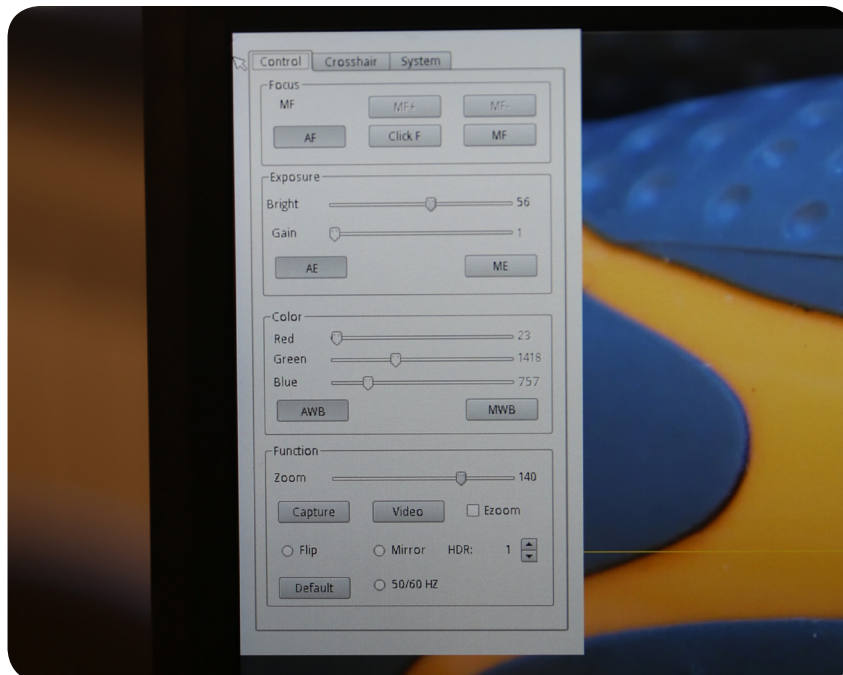 Control Crosshair System
Focus
MF MF+ MF-
AF Click F MF
Exposure
Bright 56
Gain 1
AE ME
Color
Red 23
Green 1418
Blue 757
AWB MWB
Function
Zoom 140
Capture Video Ezoom
Flip Mirror HDR: 1
Default 50/60 HZ